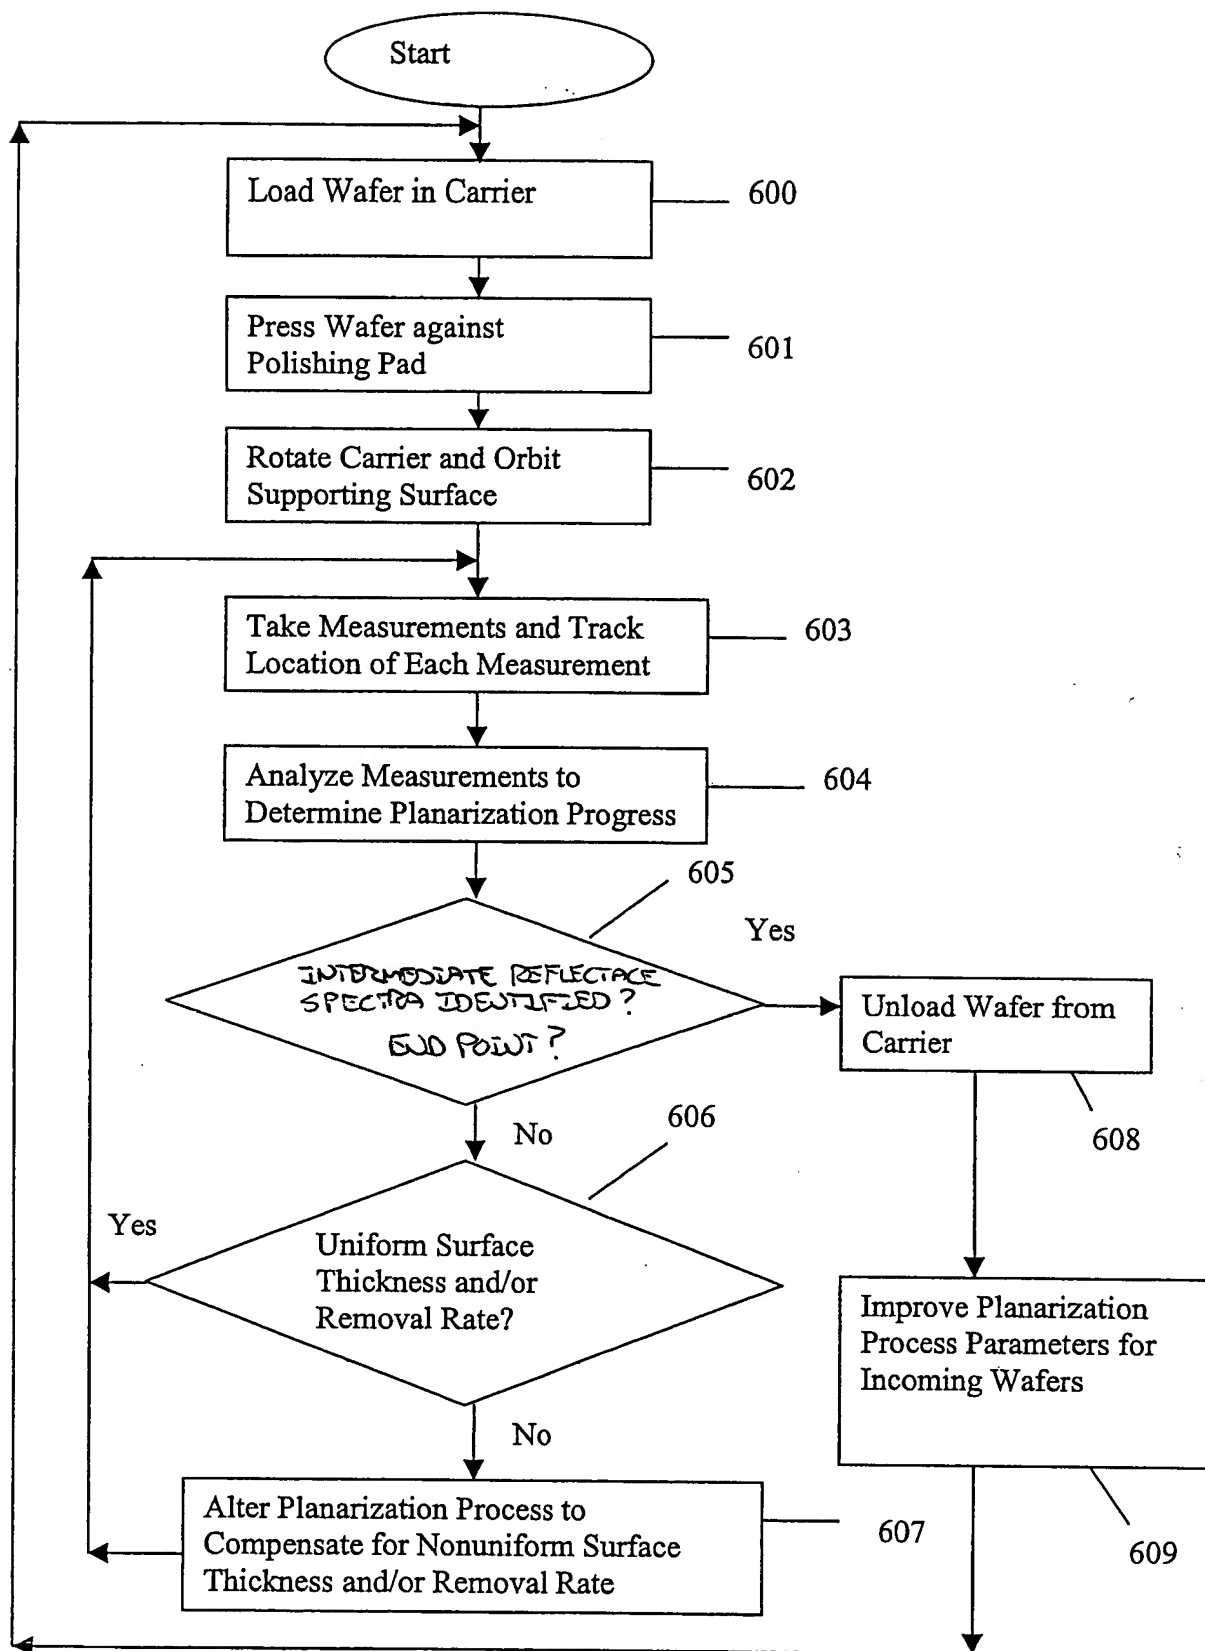 Start
Load Wafer in Carrier
600
Press Wafer against
Polishing Pad
601
Rotate Carrier and Orbit
Supporting Surface
602
Take Measurements and Track
Location of Each Measurement
603
Analyze Measurements to
Determine Planarization Progress
604
605
Yes
INTERMEDIATE REFLECTACE
SPECTRA IDENTIFIED?
END POINT?
Unload Wafer from
Carrier
608
No
606
Yes
Uniform Surface
Thickness and/or
Removal Rate?
Improve Planarization
Process Parameters for
Incoming Wafers
609
No
Alter Planarization Process to
Compensate for Nonuniform Surface
Thickness and/or Removal Rate
607